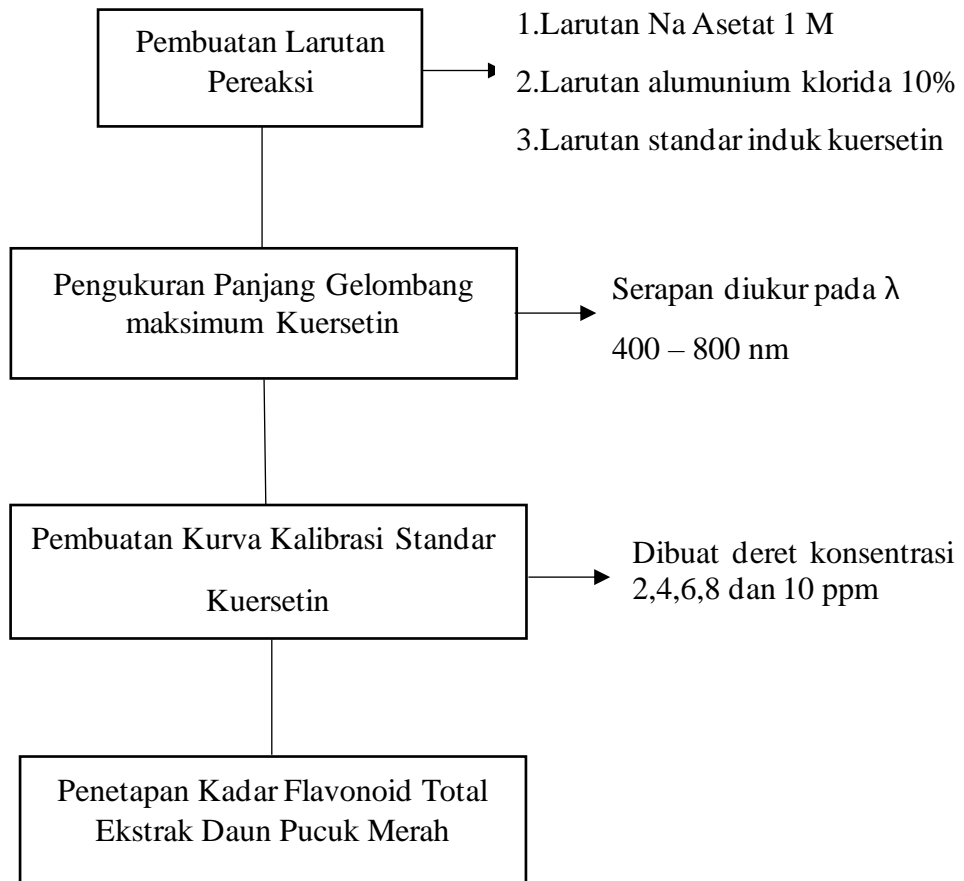 Pembuatan Larutan
Pereaksi
1.Larutan Na Asetat 1 M
2.Larutan alumunium klorida 10%
3.Larutan standar induk kuersetin
Pengukuran Panjang Gelombang
maksimum Kuersetin
Serapan diukur pada λ
400 – 800 nm
Pembuatan Kurva Kalibrasi Standar
Kuersetin
Dibuat deret konsentrasi
2,4,6,8 dan 10 ppm
Penetapan Kadar Flavonoid Total
Ekstrak Daun Pucuk Merah